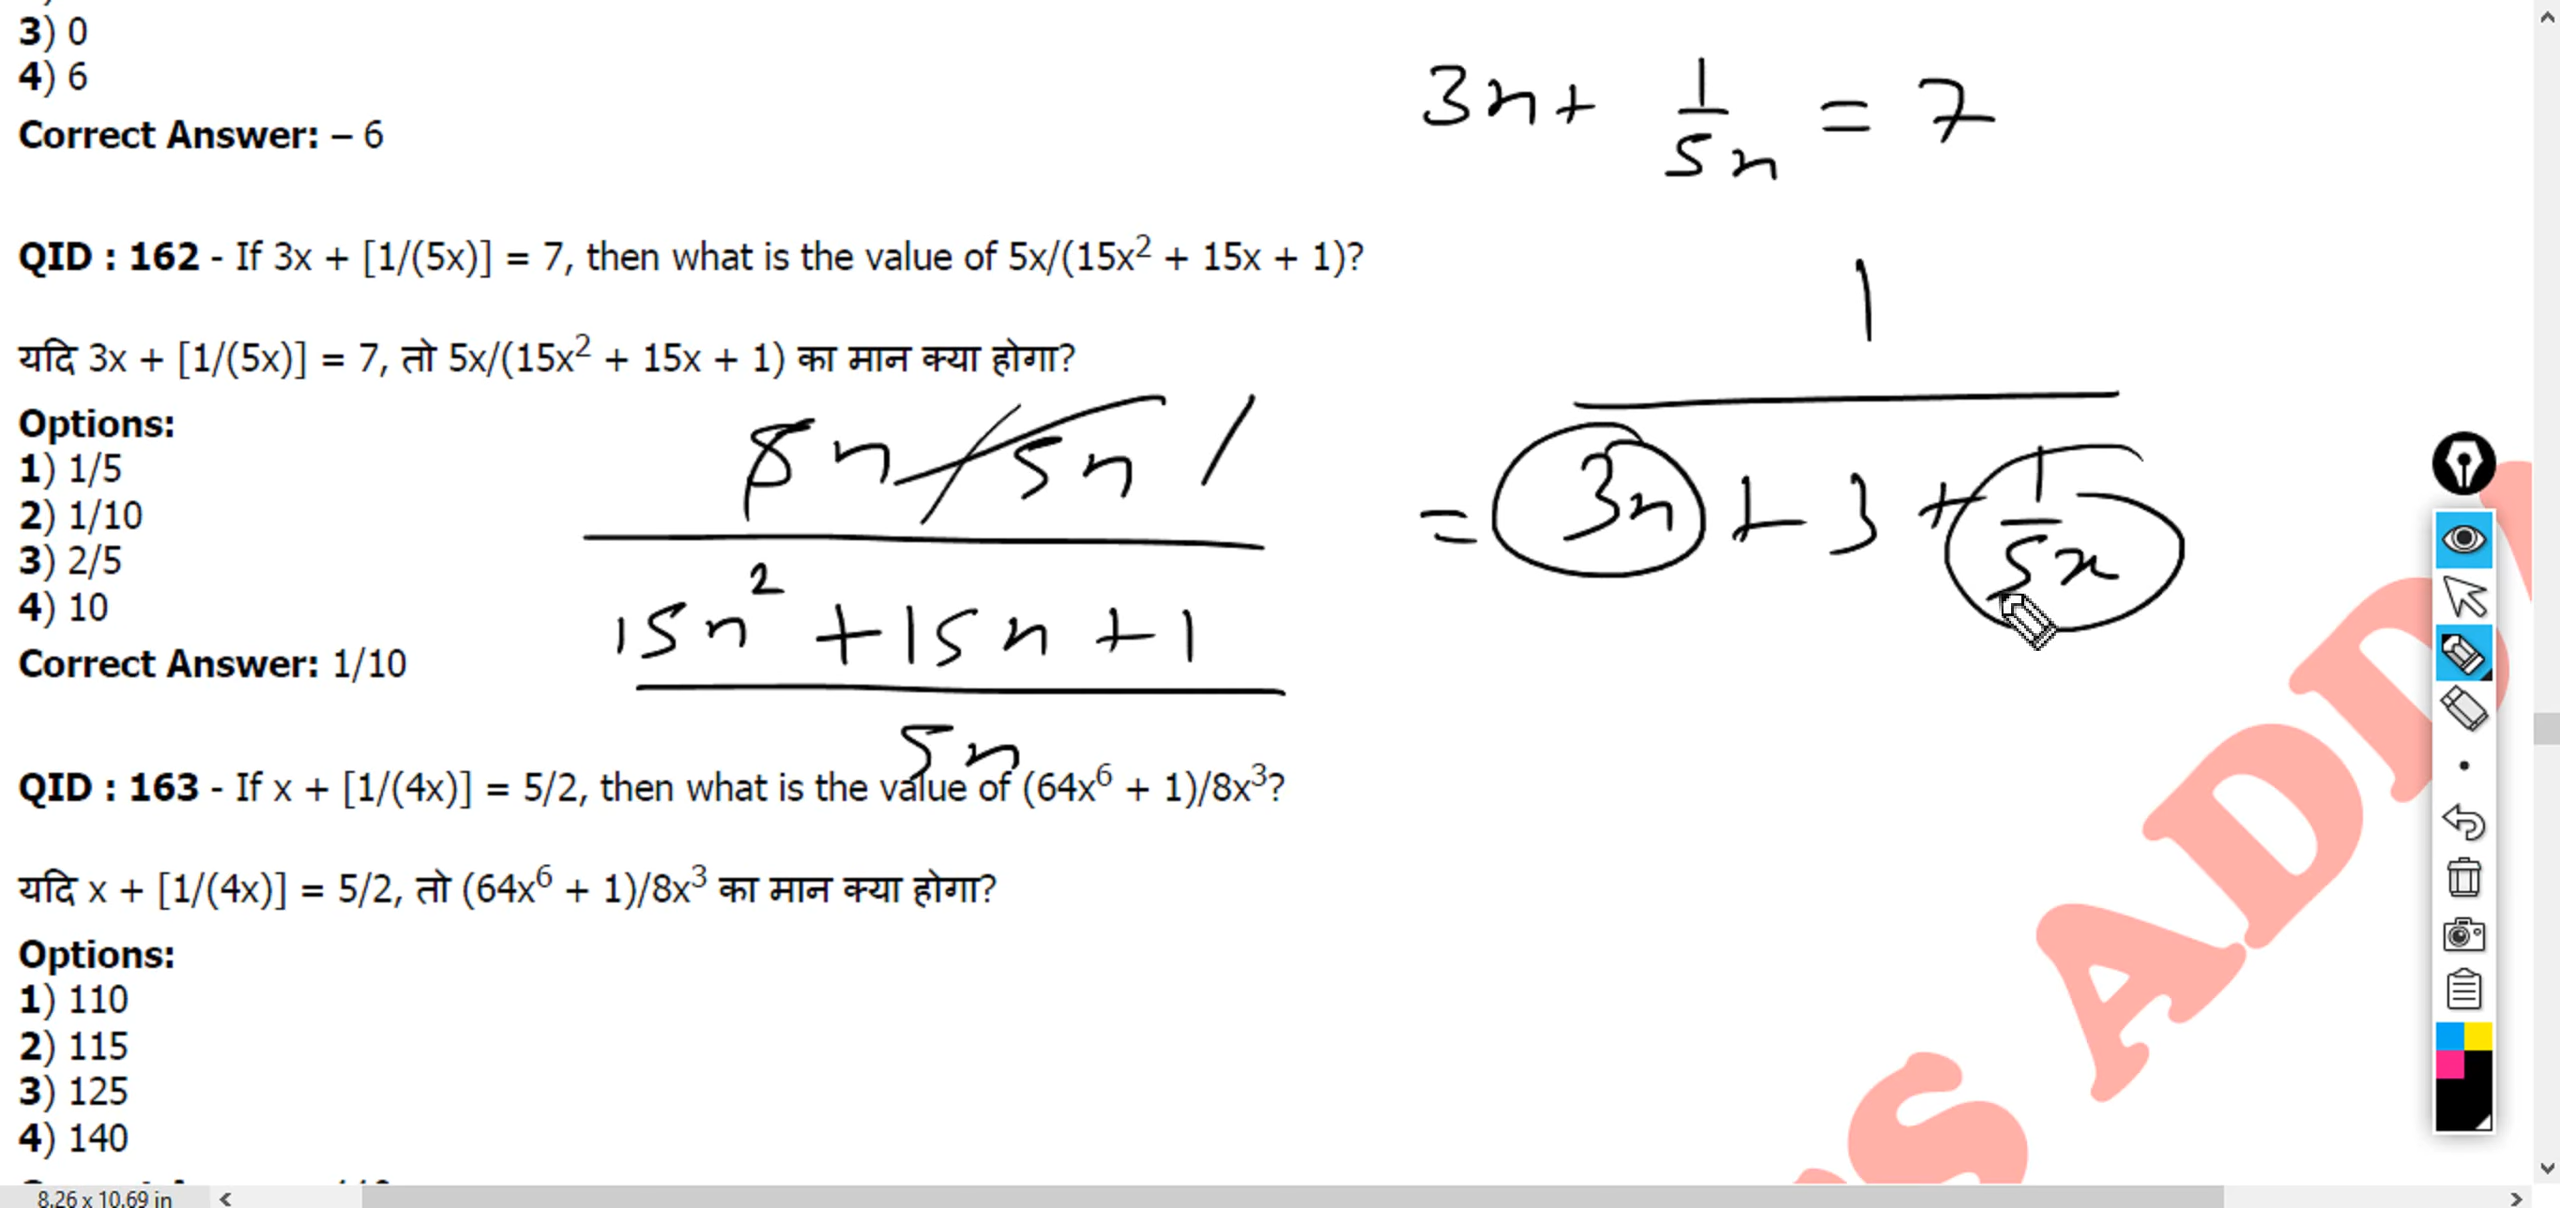 3) 0
4) 6
Correct Answer: – 6
3x + 1/5x = 7
QID : 162 - If 3x + [1/(5x)] = 7, then what is the value of 5x/(15x² + 15x + 1)?
यदि 3x + [1/(5x)] = 7, तो 5x/(15x² + 15x + 1) का मान क्या होगा?
Options:
1) 1/5
2) 1/10
3) 2/5
4) 10
Correct Answer: 1/10
5x / 5x 1
15x² + 15x + 1
5x
1
= 3x + 3 + 1/5x
QID : 163 - If x + [1/(4x)] = 5/2, then what is the value of (64x⁶ + 1)/8x³?
यदि x + [1/(4x)] = 5/2, तो (64x⁶ + 1)/8x³ का मान क्या होगा?
Options:
1) 110
2) 115
3) 125
4) 140
8.26 x 10.69 in
S ADD